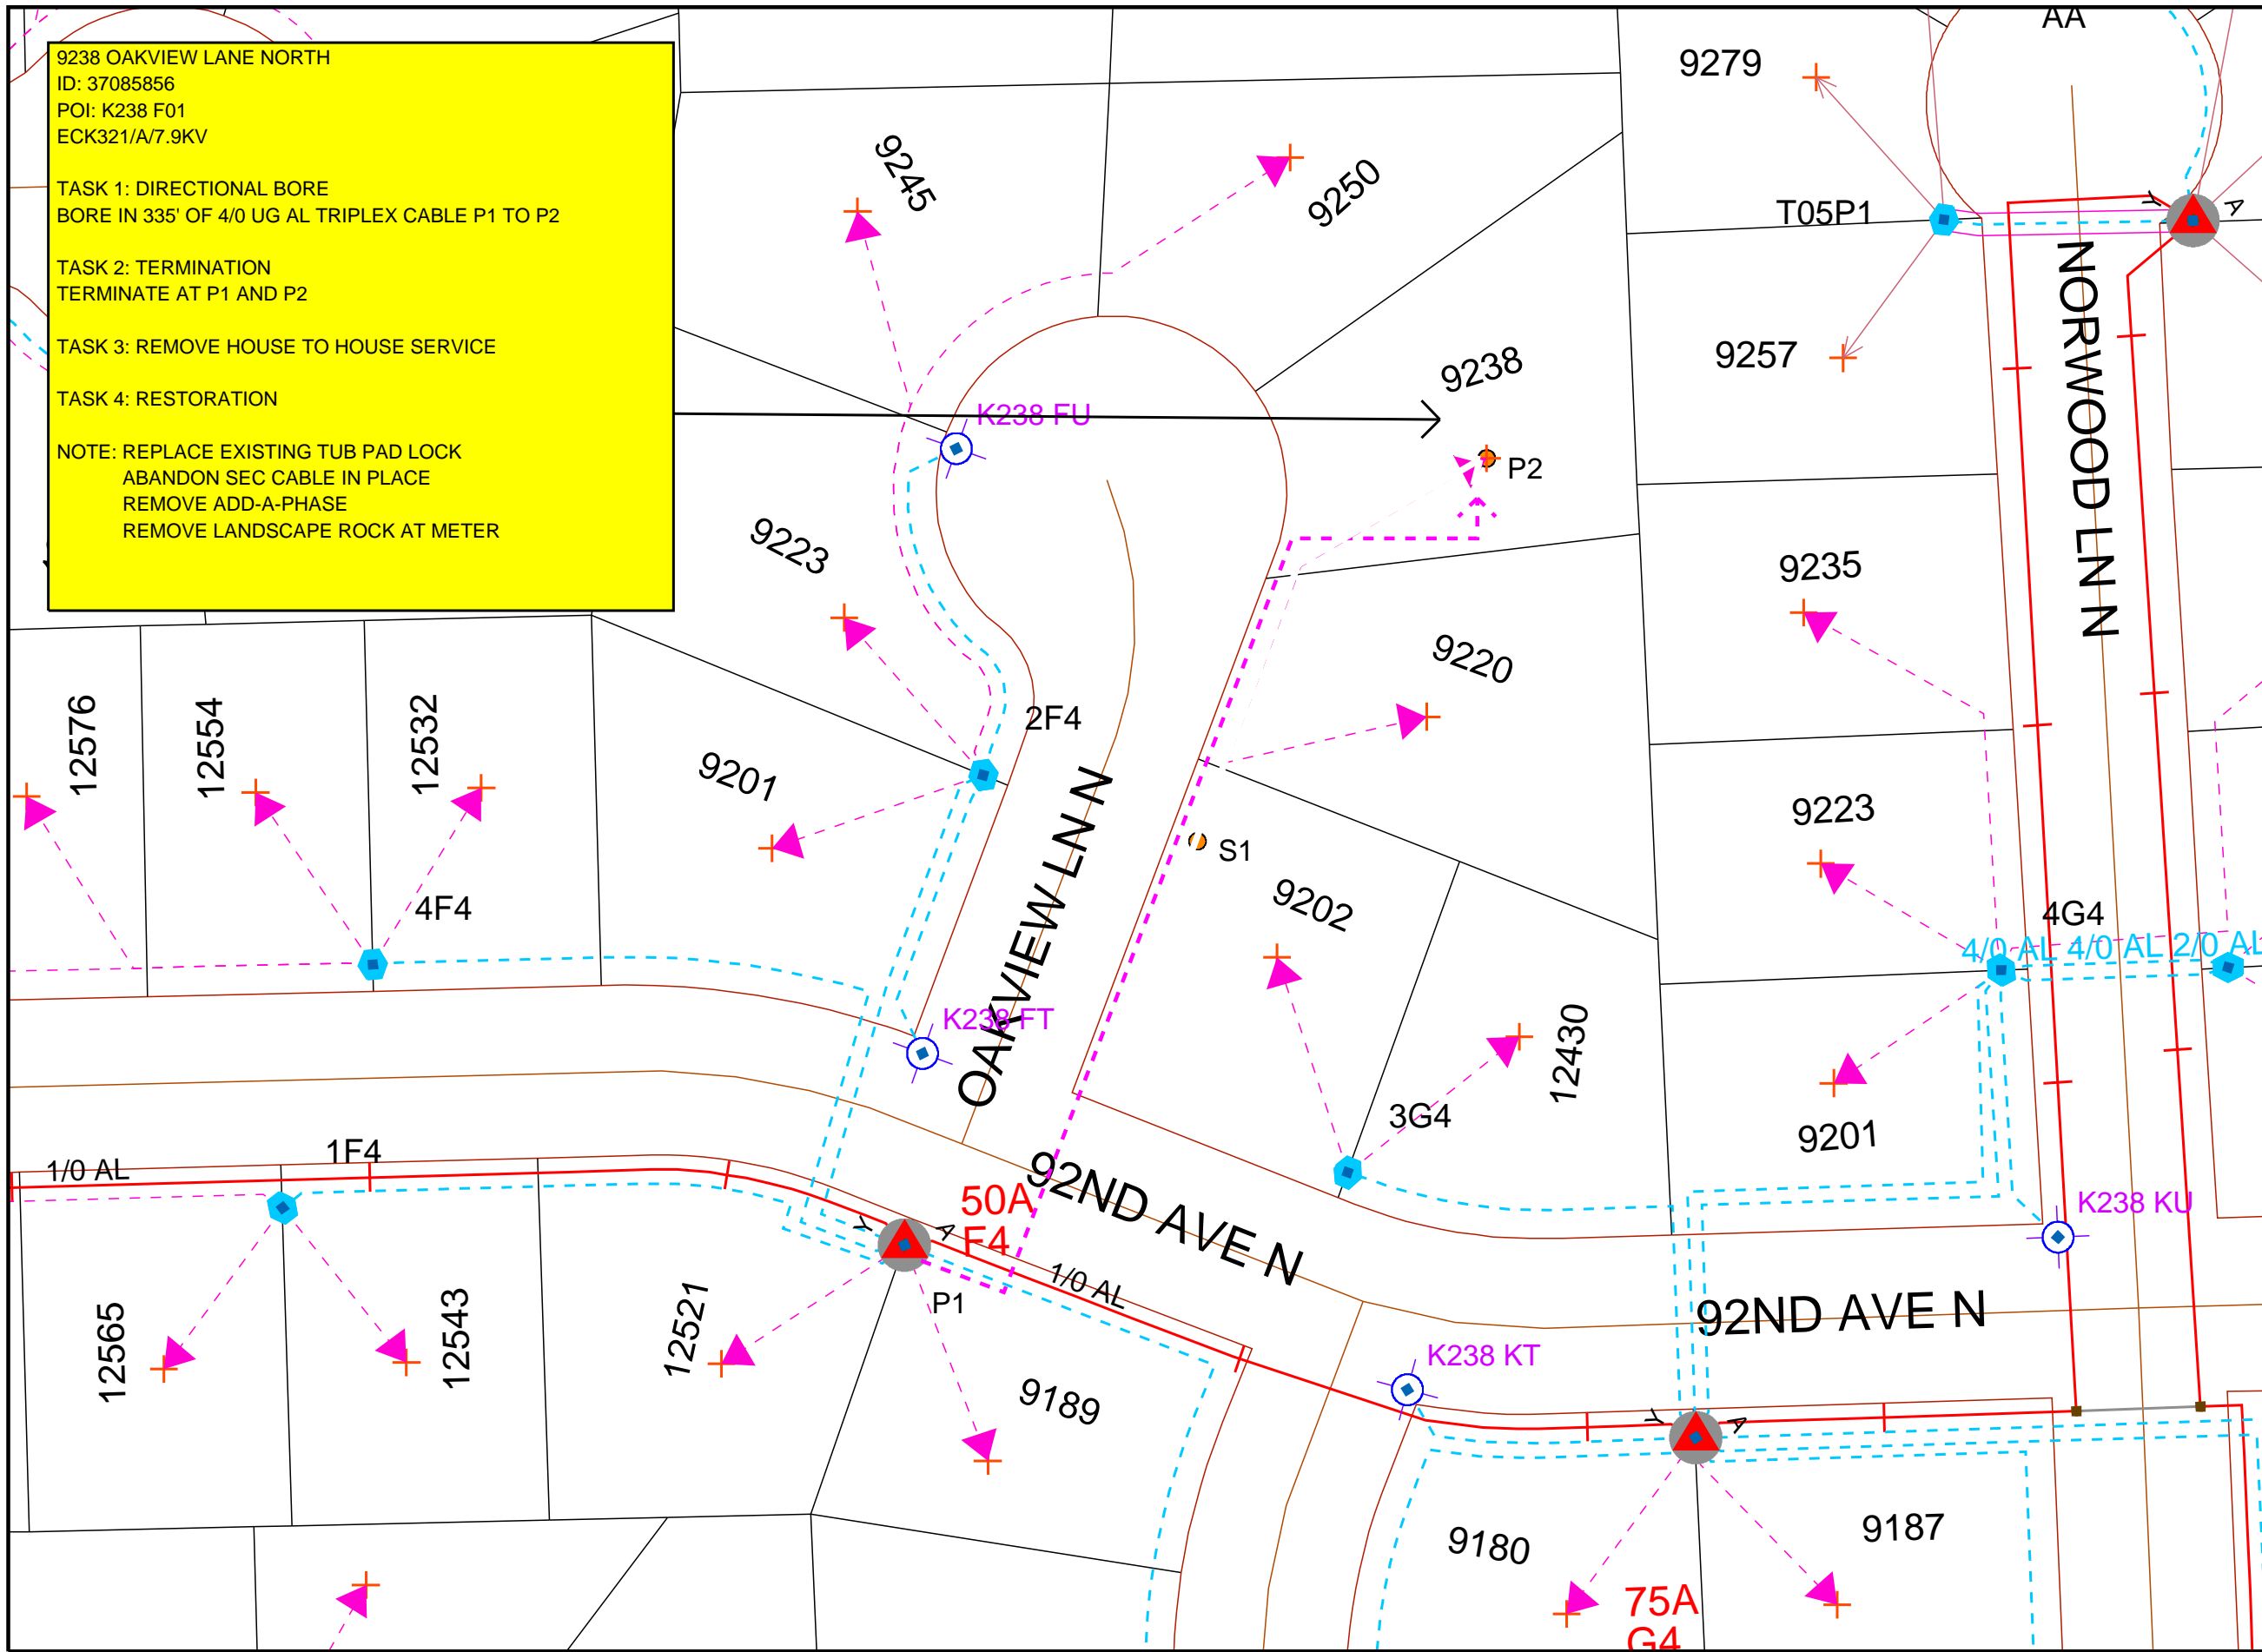 9238 OAKVIEW LANE NORTH
ID: 37085856
POI: K238 F01
ECK321/A/7.9KV
TASK 1: DIRECTIONAL BORE
BORE IN 335' OF 4/0 UG AL TRIPLEX CABLE P1 TO P2
TASK 2: TERMINATION
TERMINATE AT P1 AND P2
TASK 3: REMOVE HOUSE TO HOUSE SERVICE
TASK 4: RESTORATION
NOTE: REPLACE EXISTING TUB PAD LOCK
ABANDON SEC CABLE IN PLACE
REMOVE ADD-A-PHASE
REMOVE LANDSCAPE ROCK AT METER
AA
9279
9245
9250
T05P1
Y
A
NORWOOD LN N
9257
9238
K238 FU
P2
9223
9235
9220
12576
12554
12532
2F4
9201
9223
S1
OAKVIEW LN N
4F4
9202
4G4
4/0 AL 4/0 AL 2/0 AL
K238 FT
12430
3G4
9201
1F4
1/0 AL
92ND AVE N
50A
F4
Y
A
K238 KU
1/0 AL
P1
92ND AVE N
12565
12543
12521
K238 KT
9189
Y
A
9180
9187
75A
G4